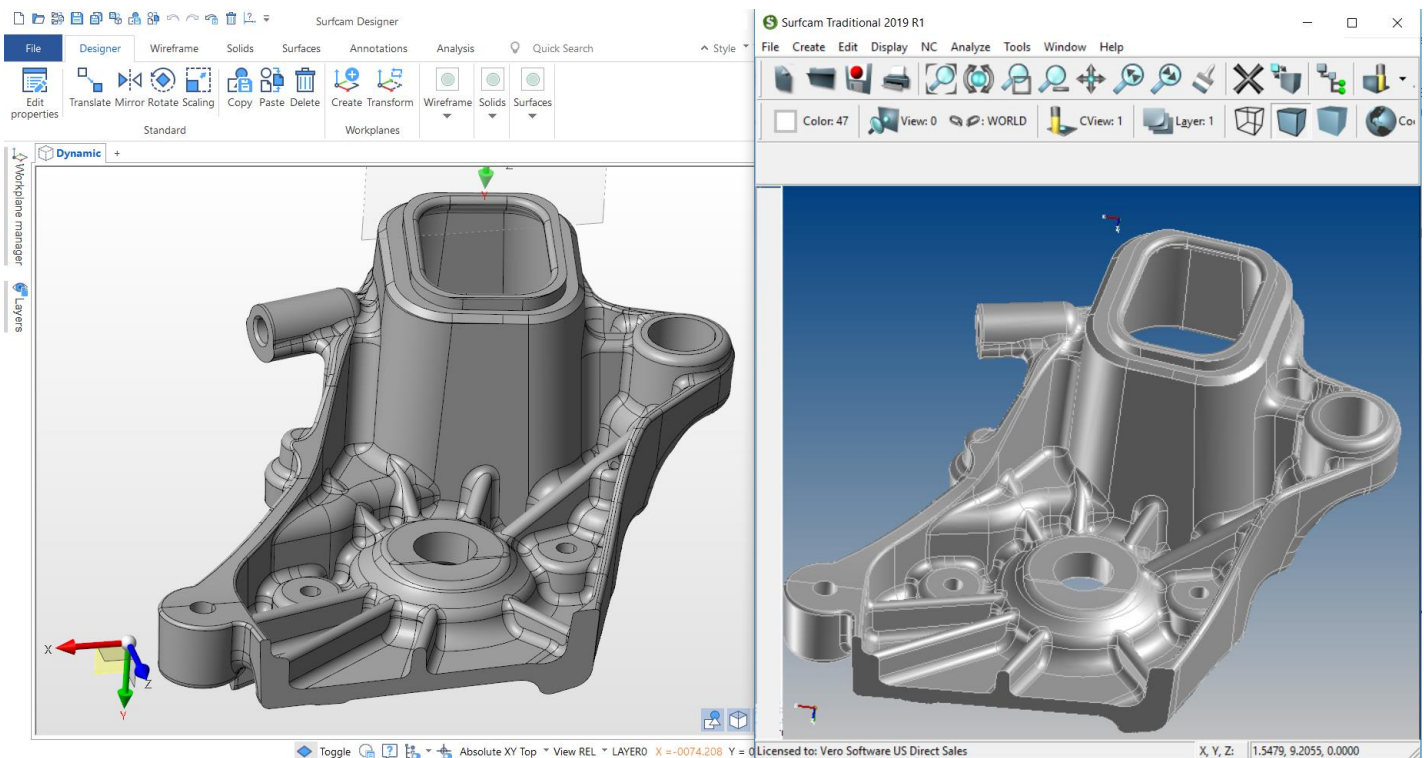 Surfcam Designer
File Designer Wireframe Solids Surfaces Annotations Analysis Quick Search Style
Edit properties
Translate Mirror Rotate Scaling Copy Paste Delete Create Transform Wireframe Solids Surfaces
Standard Workplanes
Dynamic +
Workplane manager
Layers
Y
X
Z
Y
Toggle Absolute XY Top View REL LAYER0 X =-0074.208 Y = 0
S Surfcam Traditional 2019 R1
File Create Edit Display NC Analyze Tools Window Help
Color: 47 View: 0 : WORLD CView: 1 Layer: 1
Licensed to: Vero Software US Direct Sales X, Y, Z: 1.5479, 9.2055, 0.0000